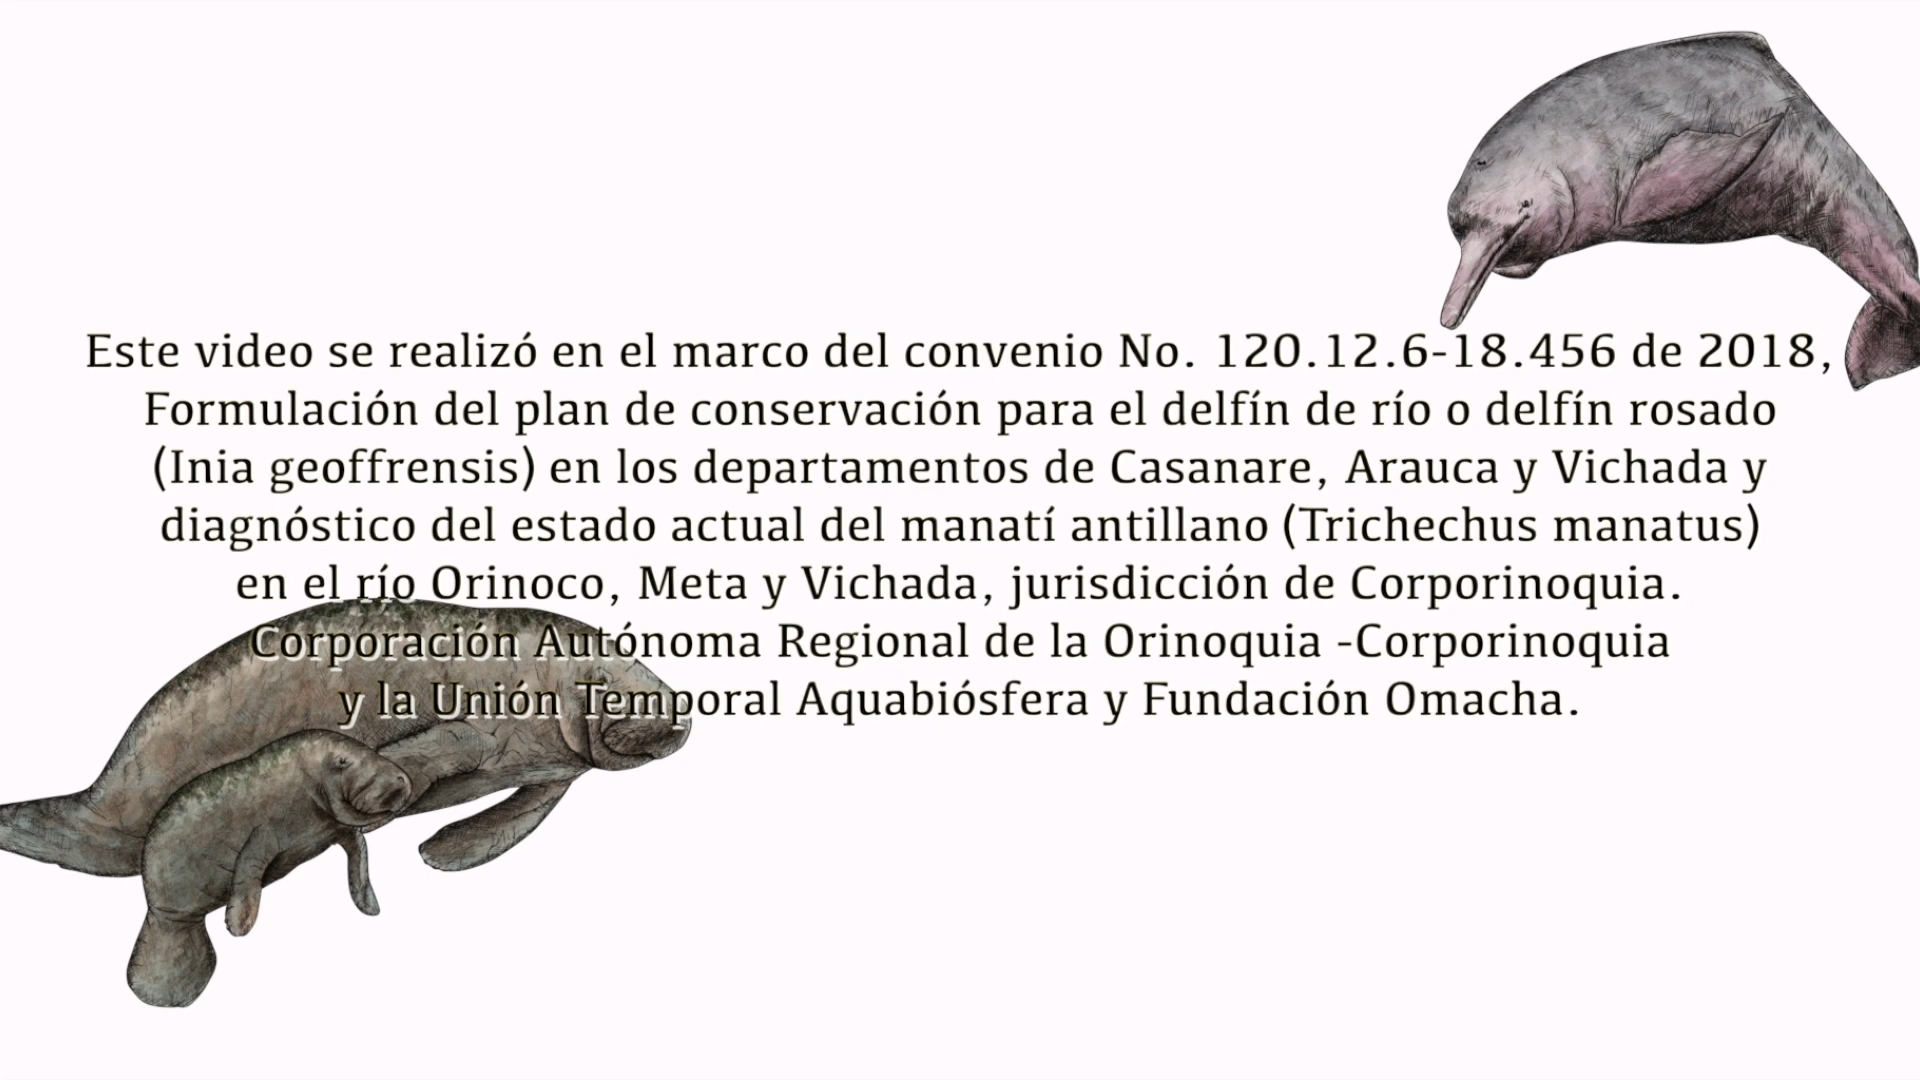 Este video se realizó en el marco del convenio No. 120.12.6-18.456 de 2018,
Formulación del plan de conservación para el delfín de río o delfín rosado
(Inia geoffrensis) en los departamentos de Casanare, Arauca y Vichada y
diagnóstico del estado actual del manatí antillano (Trichechus manatus)
en el río Orinoco, Meta y Vichada, jurisdicción de Corporinoquia.
Corporación Autónoma Regional de la Orinoquia -Corporinoquia
y la Unión Temporal Aquabiósfera y Fundación Omacha.